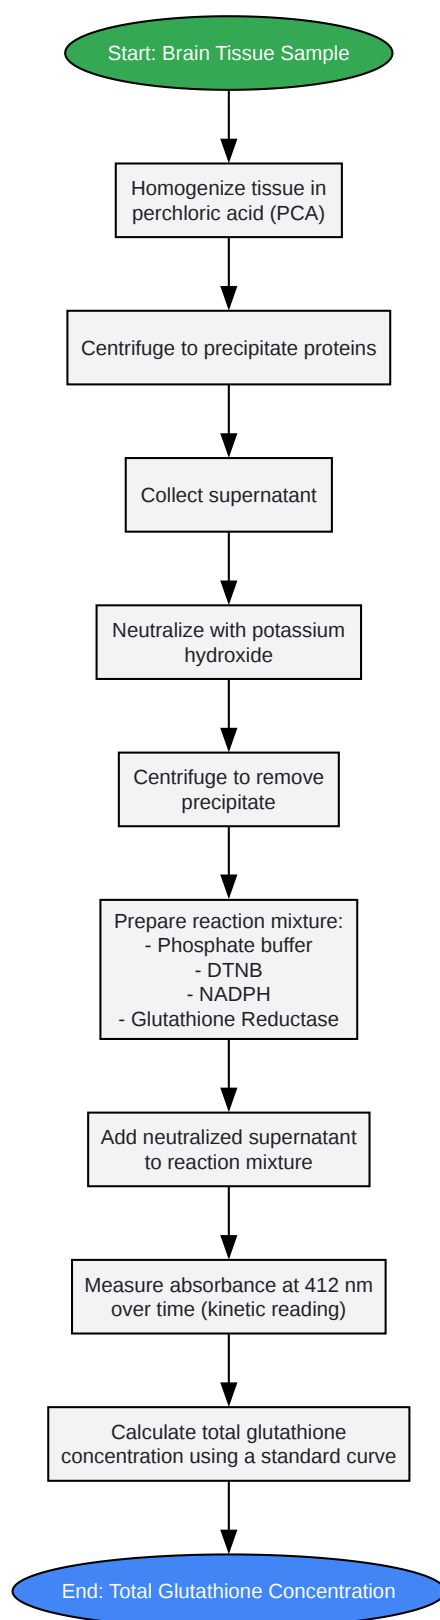 Start: Brain Tissue Sample
Homogenize tissue in
perchloric acid (PCA)
Centrifuge to precipitate proteins
Collect supernatant
Neutralize with potassium
hydroxide
Centrifuge to remove
precipitate
Prepare reaction mixture:
- Phosphate buffer
- DTNB
- NADPH
- Glutathione Reductase
Add neutralized supernatant
to reaction mixture
Measure absorbance at 412 nm
over time (kinetic reading)
Calculate total glutathione
concentration using a standard curve
End: Total Glutathione Concentration